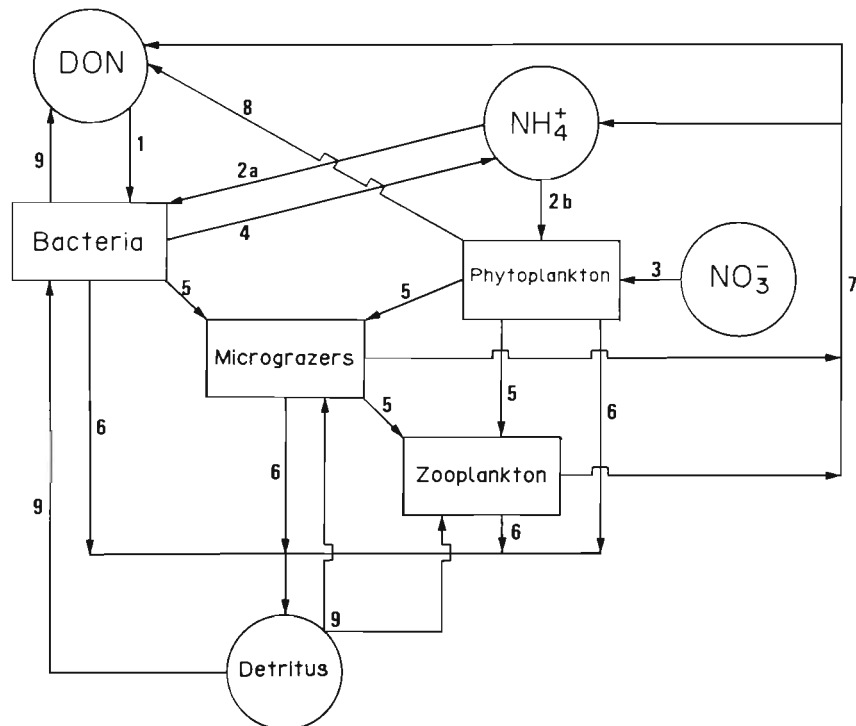 DON
8
NH₄⁺
9
1
2a
2b
Bacteria
4
Phytoplankton
3
NO₃⁻
7
5
5
Micrograzers
5
5
6
6
6
Zooplankton
6
9
9
Detritus